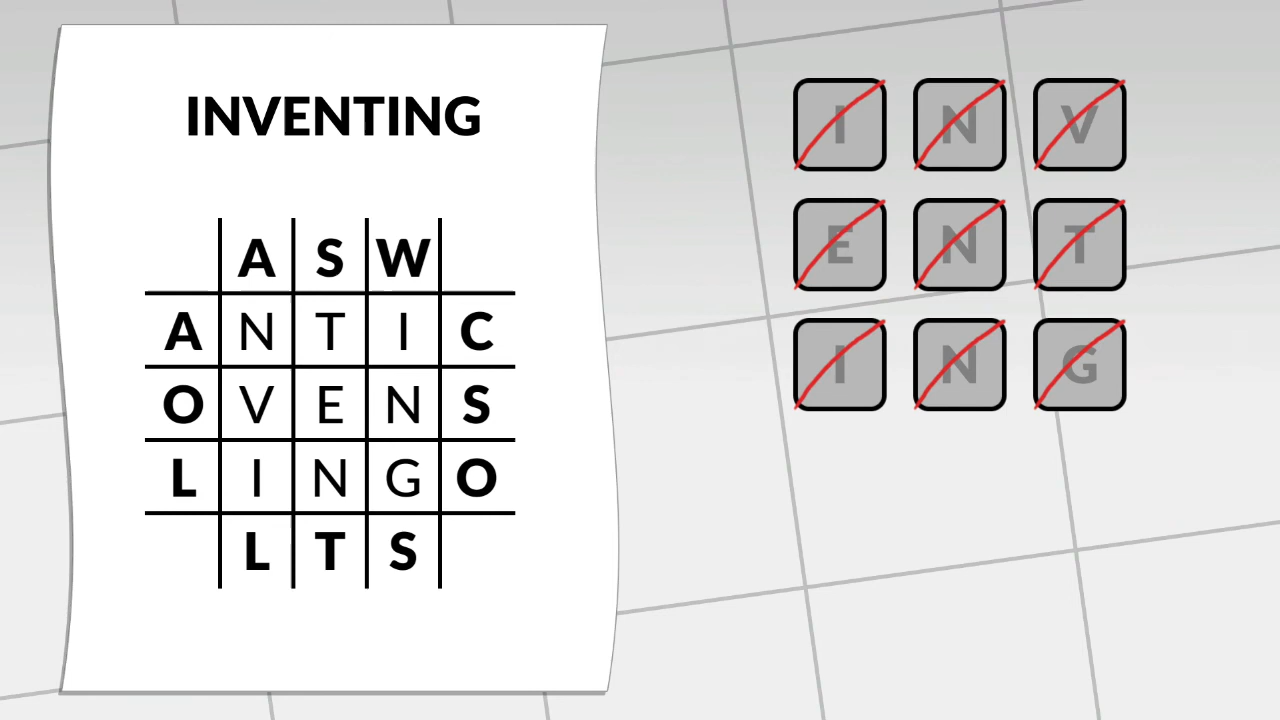 INVENTING
A S W
A N T I C
O V E N S
L I N G O
L T S
I N V
E N T
I N G